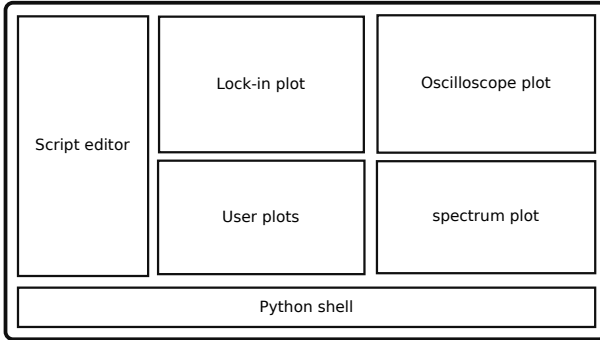 Script editor
Lock-in plot
Oscilloscope plot
User plots
spectrum plot
Python shell